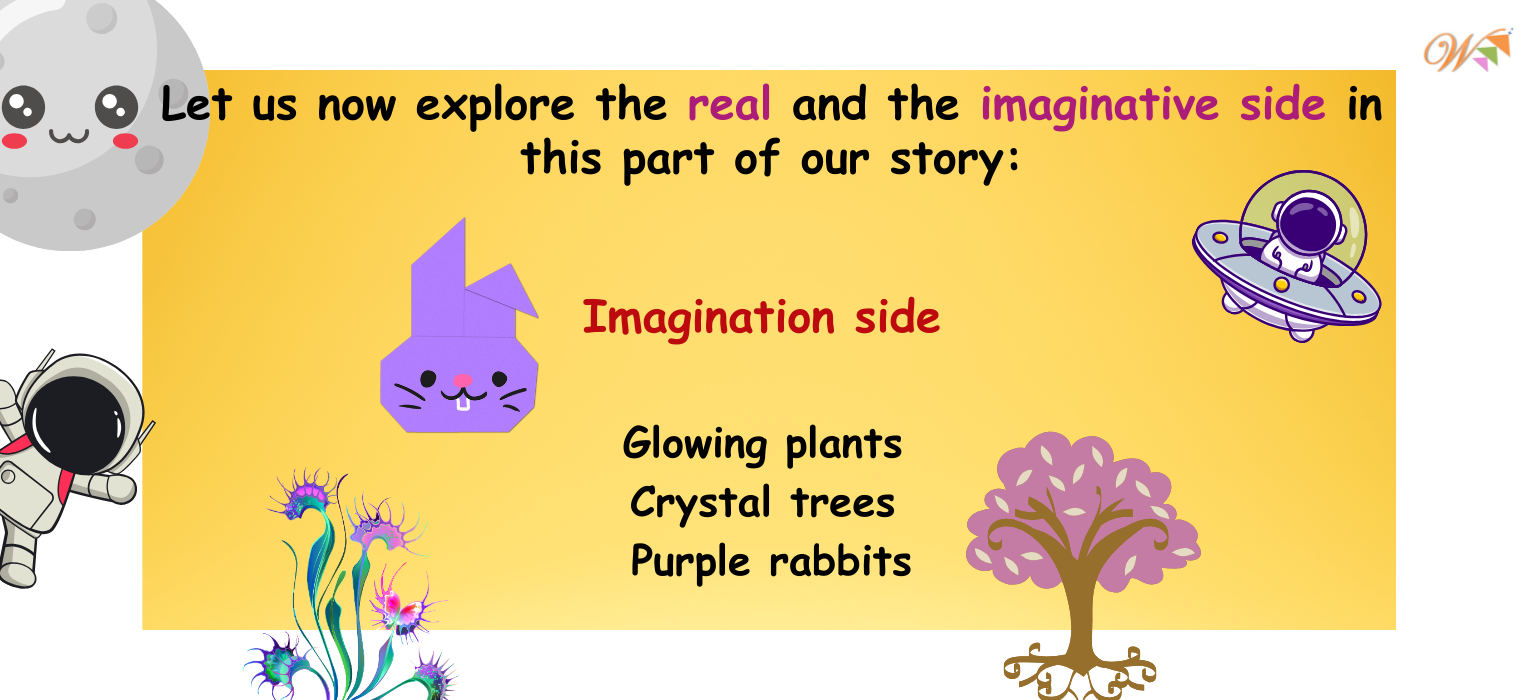 W
Let us now explore the real and the imaginative side in
this part of our story:
Imagination side
Glowing plants
Crystal trees
Purple rabbits